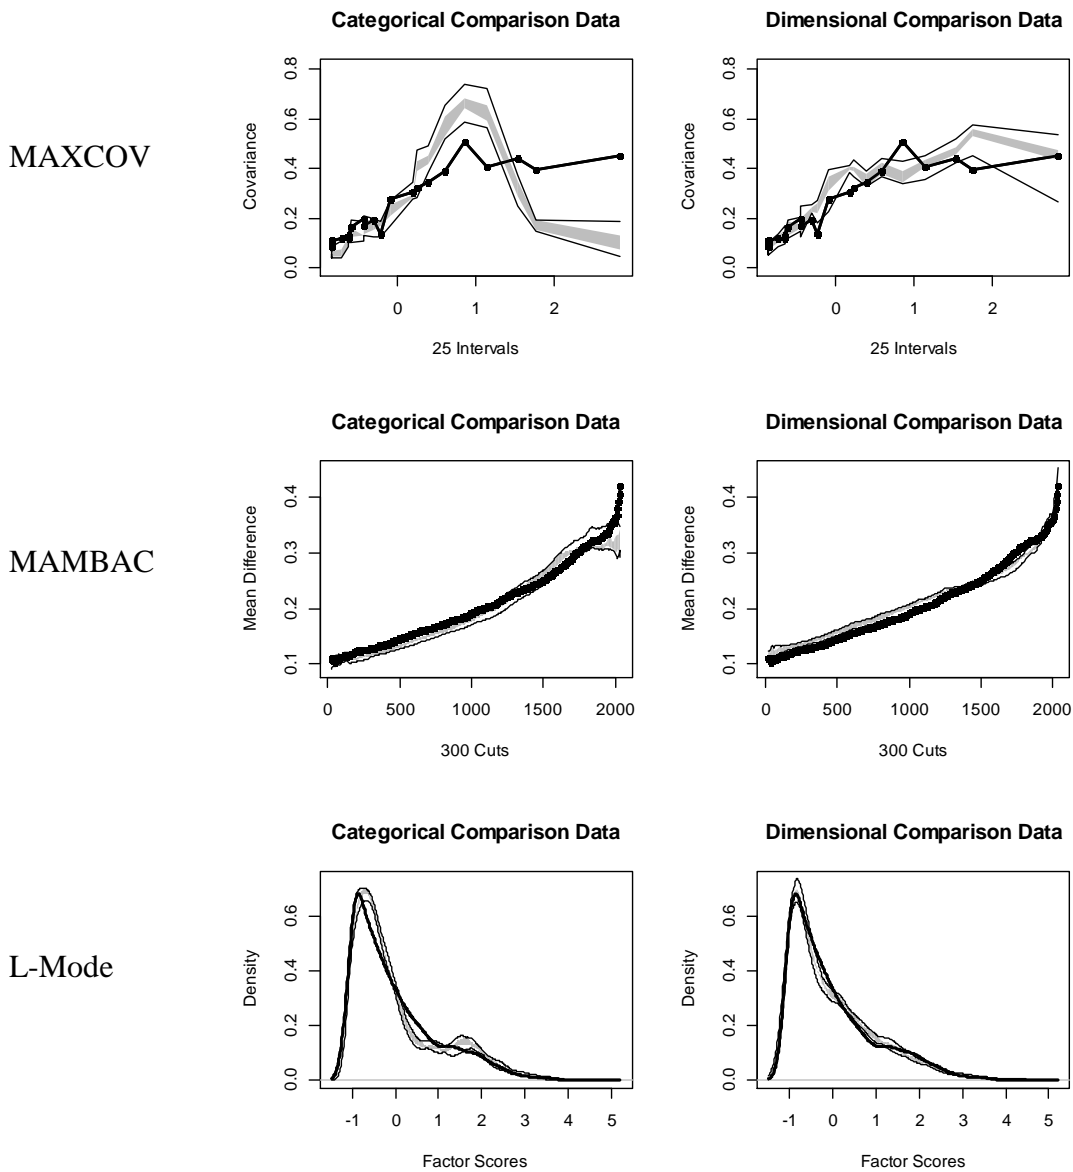 Categorical Comparison Data
Dimensional Comparison Data
MAXCOV
Covariance
0.0 0.2 0.4 0.6 0.8
0 1 2
25 Intervals
Covariance
0.0 0.2 0.4 0.6 0.8
0 1 2
25 Intervals
Categorical Comparison Data
Dimensional Comparison Data
MAMBAC
Mean Difference
0.1 0.2 0.3 0.4
0 500 1000 1500 2000
300 Cuts
Mean Difference
0.1 0.2 0.3 0.4
0 500 1000 1500 2000
300 Cuts
Categorical Comparison Data
Dimensional Comparison Data
L-Mode
Density
0.0 0.2 0.4 0.6
-1 0 1 2 3 4 5
Factor Scores
Density
0.0 0.2 0.4 0.6
-1 0 1 2 3 4 5
Factor Scores